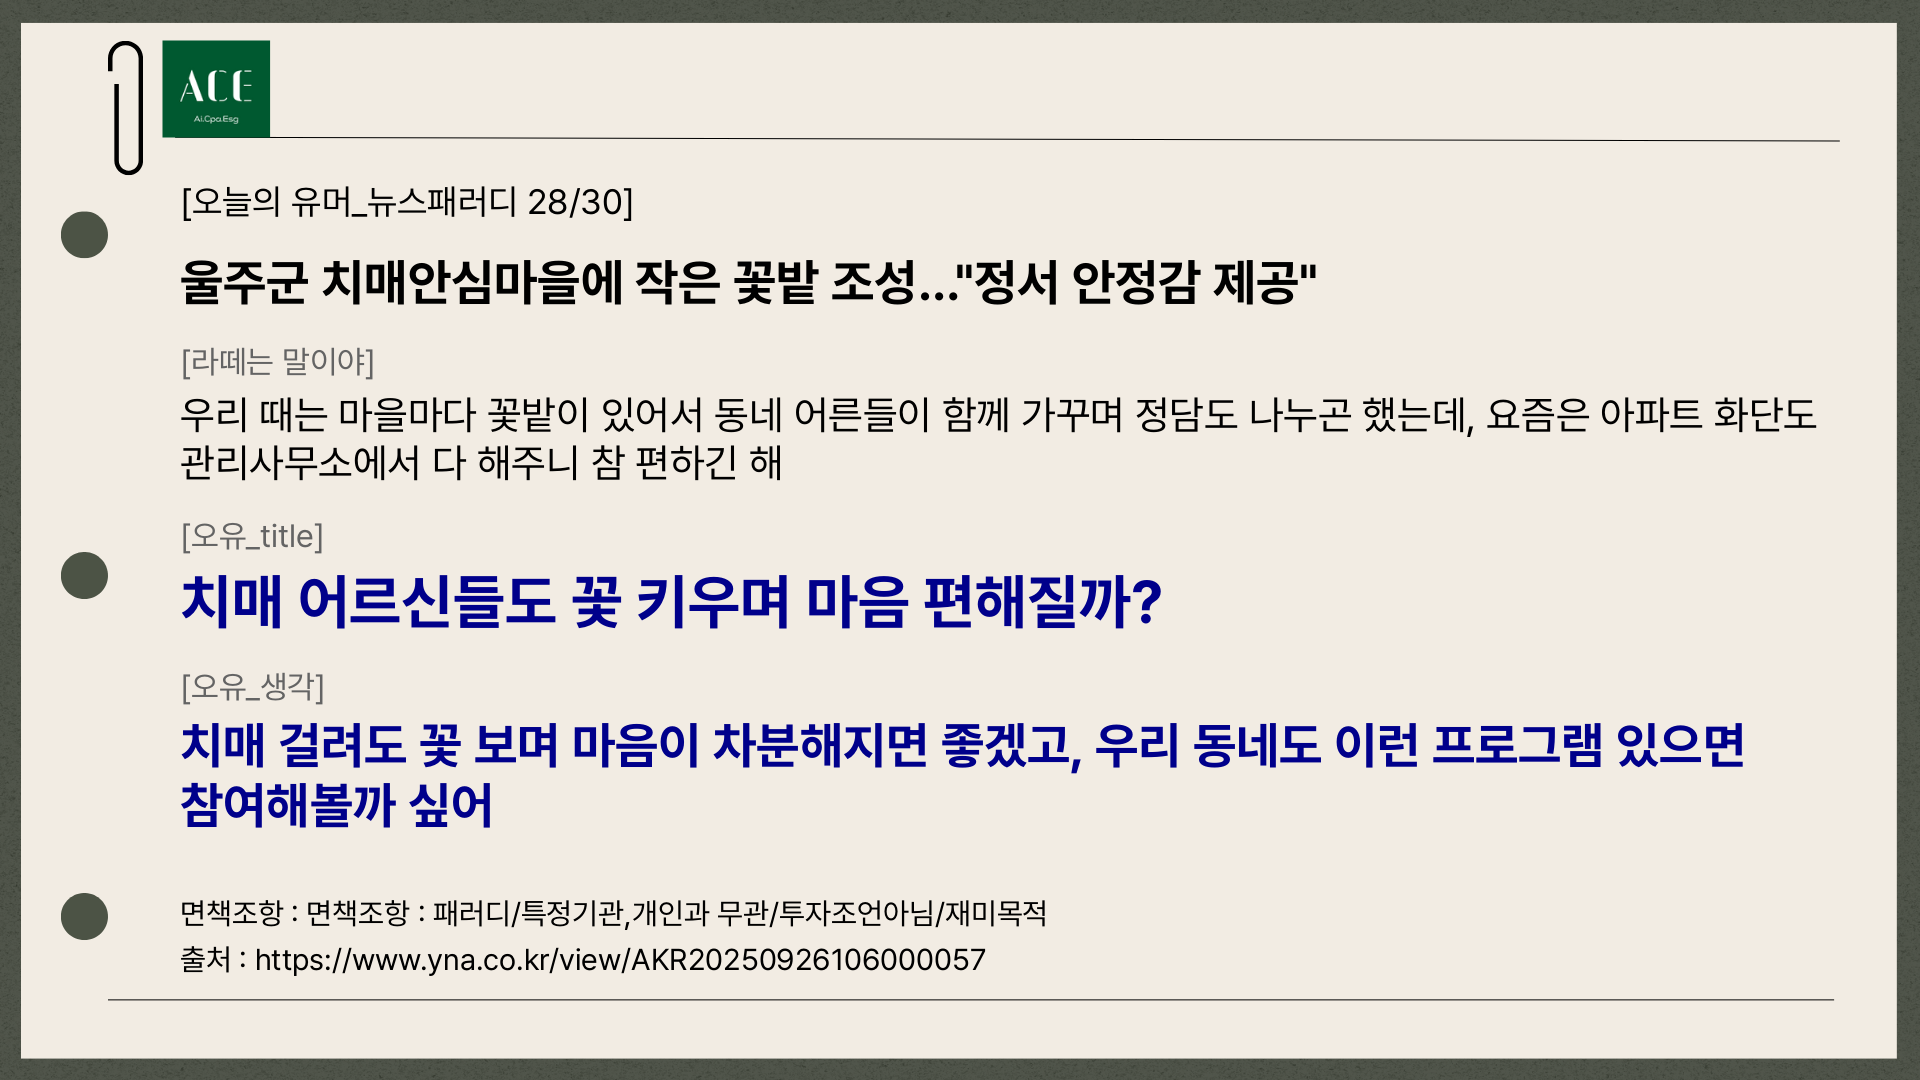 ACE
Ai.Cpa.Esg
[오늘의 유머_뉴스패러디 28/30]
울주군 치매안심마을에 작은 꽃밭 조성..."정서 안정감 제공"
[라떼는 말이야]
우리 때는 마을마다 꽃밭이 있어서 동네 어른들이 함께 가꾸며 정담도 나누곤 했는데, 요즘은 아파트 화단도
관리사무소에서 다 해주니 참 편하긴 해
[오유_title]
치매 어르신들도 꽃 키우며 마음 편해질까?
[오유_생각]
치매 걸려도 꽃 보며 마음이 차분해지면 좋겠고, 우리 동네도 이런 프로그램 있으면
참여해볼까 싶어
면책조항 : 면책조항 : 패러디/특정기관,개인과 무관/투자조언아님/재미목적
출처 : https://www.yna.co.kr/view/AKR20250926106000057